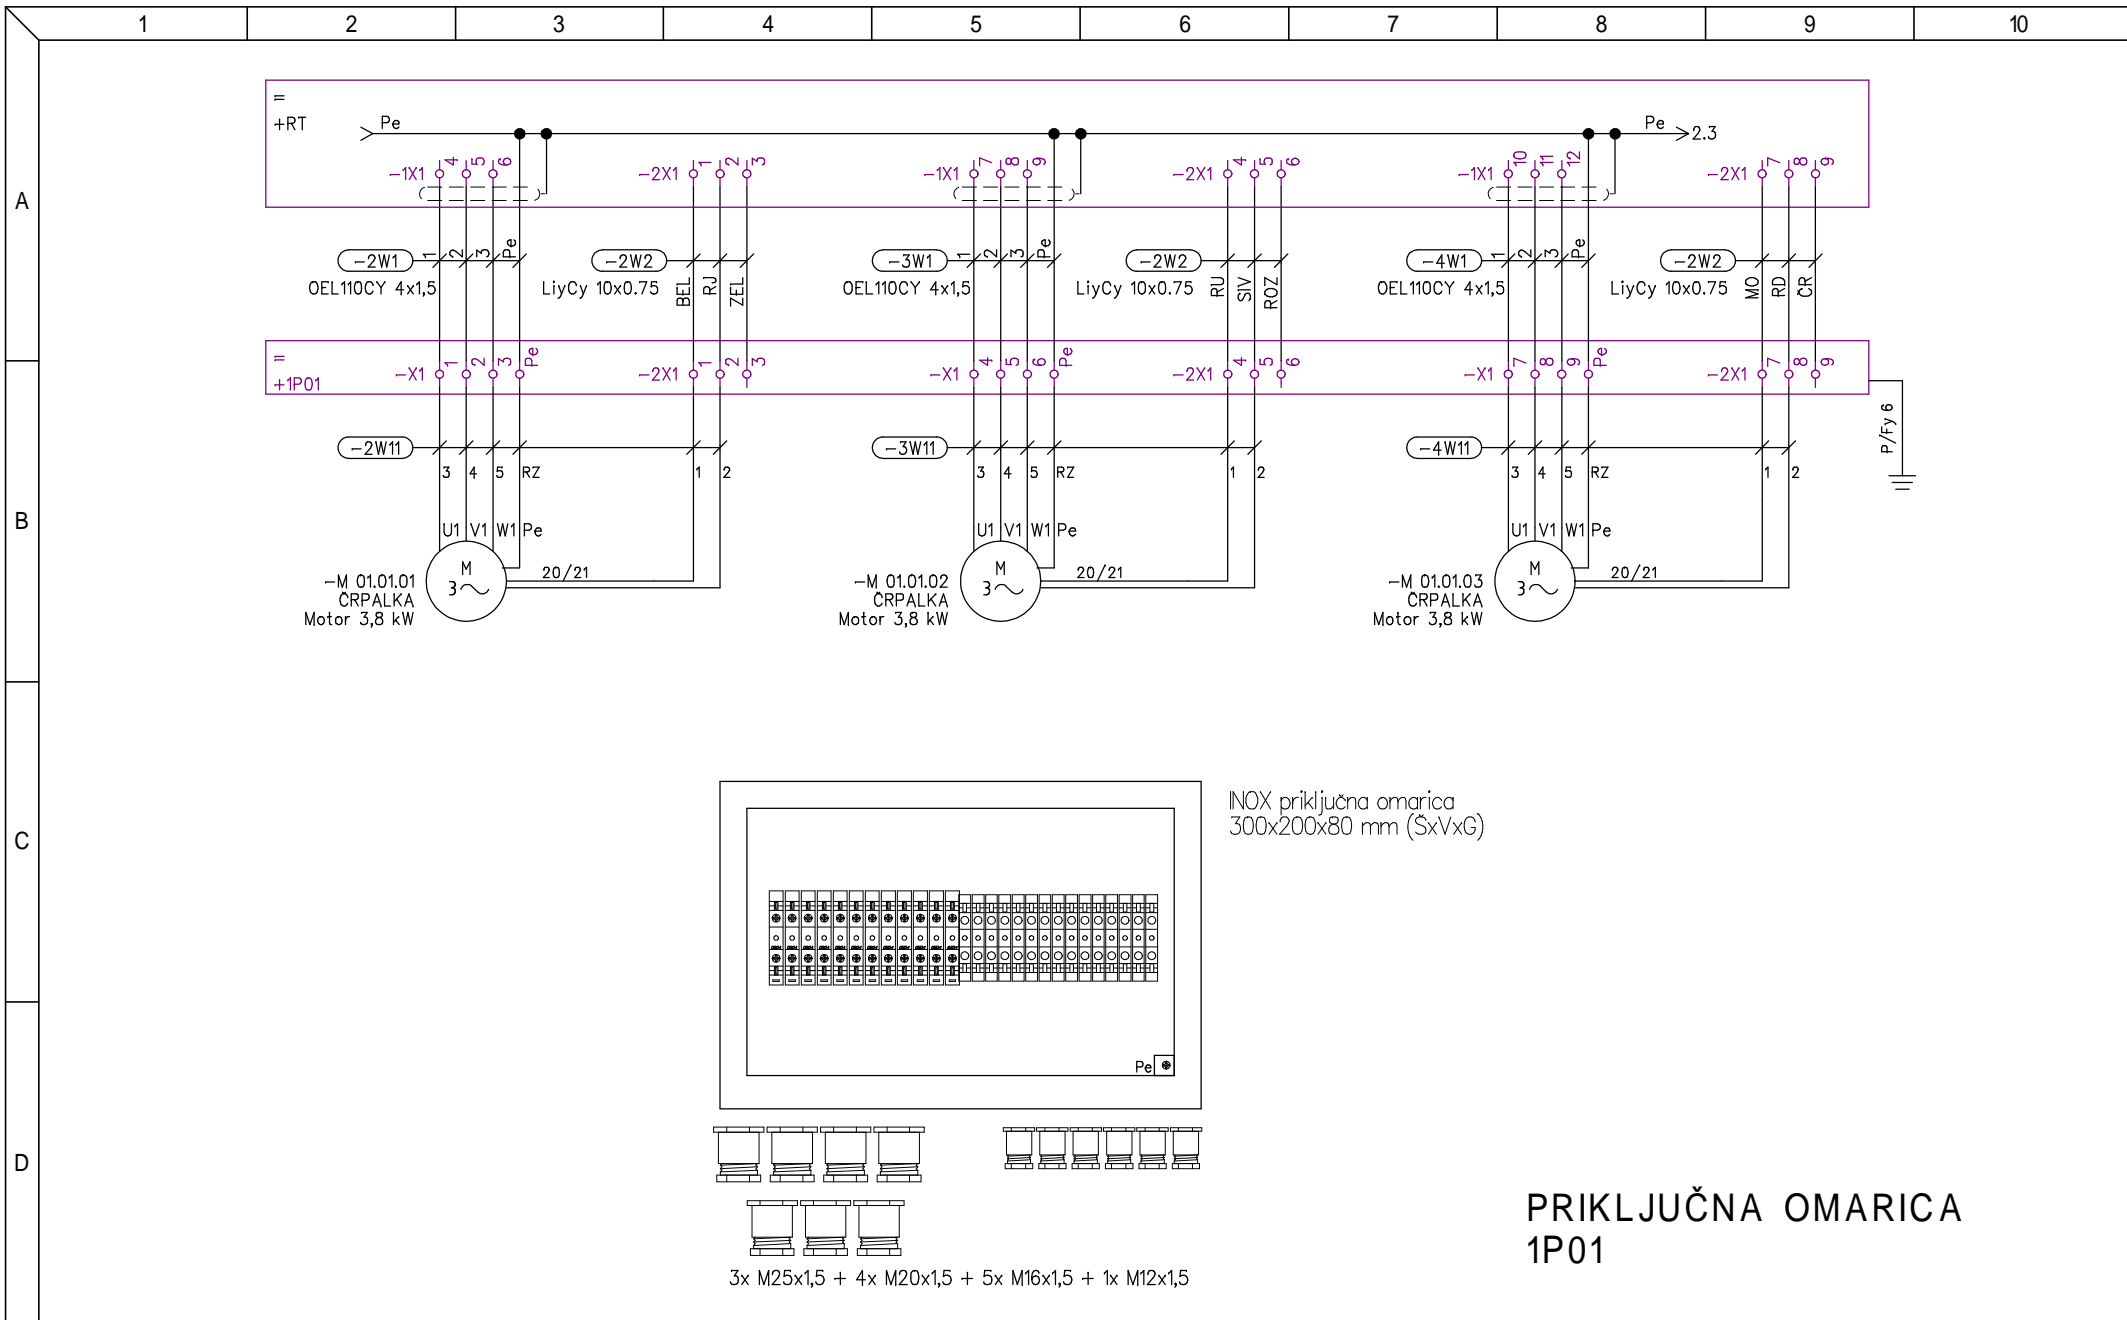 1 2 3 4 5 6 7 8 9 10
A
B
C
D
=
+RT
Pe
Pe 2.3
-1X1 4 5 6
-2X1 1 2 3
-1X1 7 8 9
-2X1 4 5 6
-1X1 10 11 12
-2X1 7 8 9
-2W1 1 2 3 Pe
OEL110CY 4x1,5
-2W2 BEL RJ ZEL
LiyCy 10x0.75
-3W1 1 2 3 Pe
OEL110CY 4x1,5
-2W2 RU SIV ROZ
LiyCy 10x0.75
-4W1 1 2 3 Pe
OEL110CY 4x1,5
-2W2 MO RD ČR
LiyCy 10x0.75
=
+1P01
-X1 1 2 3 Pe
-2X1 1 2 3
-X1 4 5 6 Pe
-2X1 4 5 6
-X1 7 8 9 Pe
-2X1 7 8 9
P/Fy 6
-2W11
3 4 5 RZ 1 2
-3W11
3 4 5 RZ 1 2
-4W11
3 4 5 RZ 1 2
U1 V1 W1 Pe
M
3
20/21
-M 01.01.01
ČRPALKA
Motor 3,8 kW
U1 V1 W1 Pe
M
3
20/21
-M 01.01.02
ČRPALKA
Motor 3,8 kW
U1 V1 W1 Pe
M
3
20/21
-M 01.01.03
ČRPALKA
Motor 3,8 kW
INOX priključna omarica
300x200x80 mm (ŠxVxG)
Pe
3x M25x1,5 + 4x M20x1,5 + 5x M16x1,5 + 1x M12x1,5
PRIKLJUČNA OMARICA
1P01